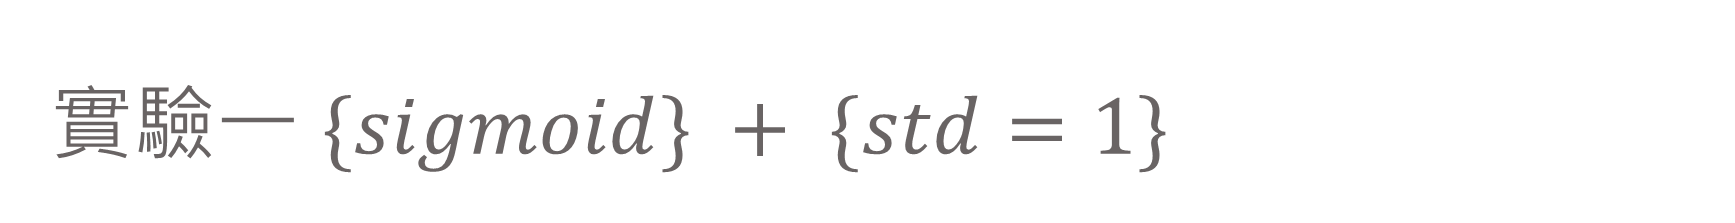 實驗一 {sigmoid} + {std = 1}